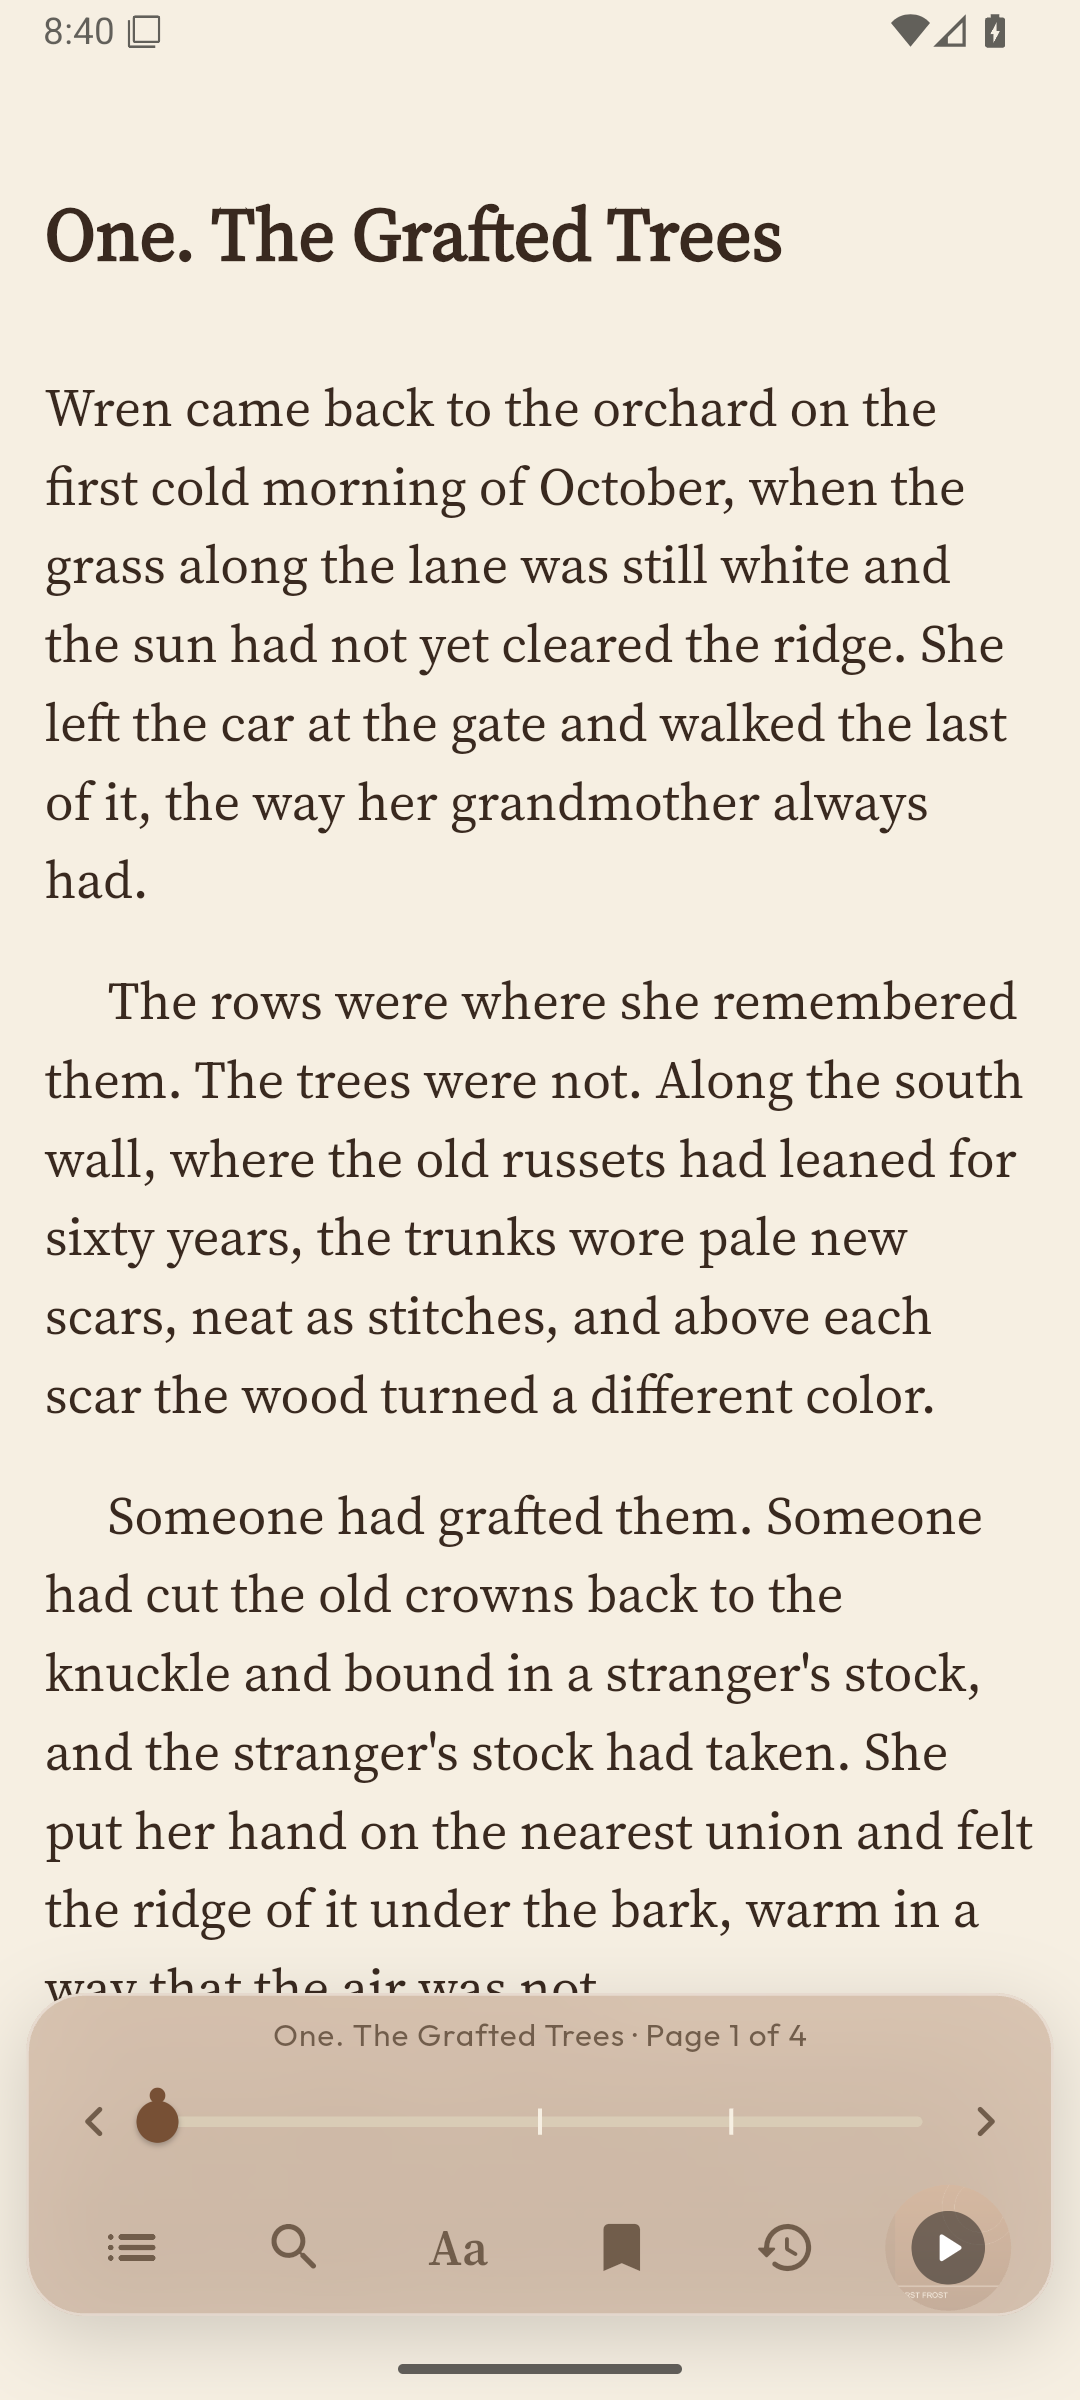 8:40
One. The Grafted Trees
Wren came back to the orchard on the
first cold morning of October, when the
grass along the lane was still white and
the sun had not yet cleared the ridge. She
left the car at the gate and walked the last
of it, the way her grandmother always
had.
The rows were where she remembered
them. The trees were not. Along the south
wall, where the old russets had leaned for
sixty years, the trunks wore pale new
scars, neat as stitches, and above each
scar the wood turned a different color.
Someone had grafted them. Someone
had cut the old crowns back to the
knuckle and bound in a stranger's stock,
and the stranger's stock had taken. She
put her hand on the nearest union and felt
the ridge of it under the bark, warm in a
way that the air was not
One. The Grafted Trees · Page 1 of 4
Aa
FROST